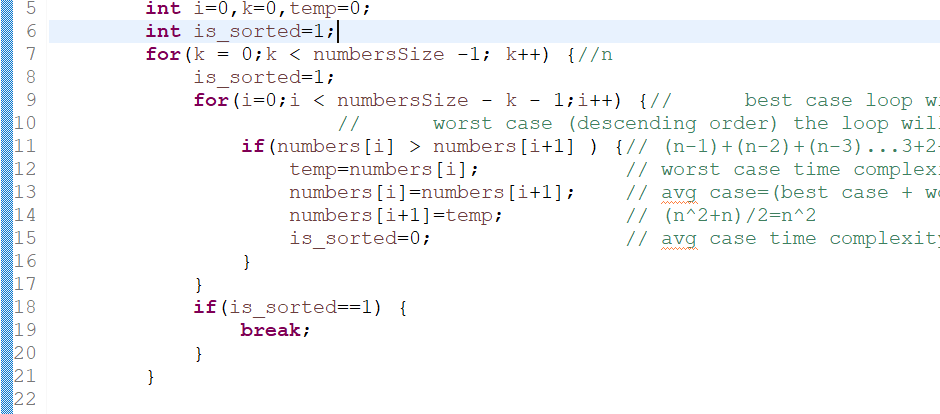 5 int i=0,k=0,temp=0;
6 int is_sorted=1;
7 for(k = 0;k < numbersSize -1; k++) {//n
8 is_sorted=1;
9 for(i=0;i < numbersSize - k - 1;i++) {// best case loop
10 // worst case (descending order) the loop will
11 if(numbers[i] > numbers[i+1] ) {// (n-1)+(n-2)+(n-3)...3+2
12 temp=numbers[i]; // worst case time
13 numbers[i]=numbers[i+1]; // avg case=(best case +
14 numbers[i+1]=temp; // (n^2+n)/2=n^2
15 is_sorted=0; // avg case time complexity
16 }
17 }
18 if(is_sorted==1) {
19 break;
20 }
21 }
22